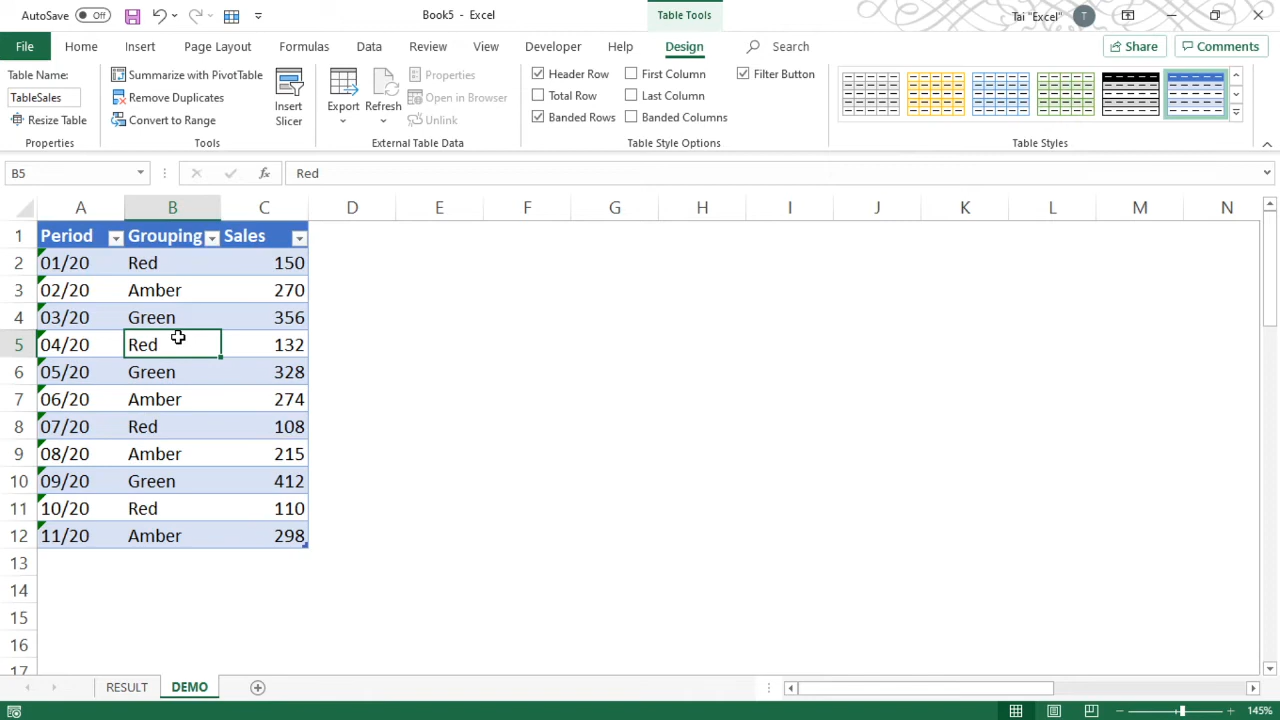 AutoSave Off Book5 - Excel Table Tools Tai "Excel" T
File Home Insert Page Layout Formulas Data Review View Developer Help Design Search Share Comments
Table Name:
TableSales
Resize Table
Properties
Summarize with PivotTable
Remove Duplicates
Convert to Range
Insert Slicer
Tools
Export
Refresh
Properties
Open in Browser
Unlink
External Table Data
Header Row First Column Filter Button
Total Row Last Column
Banded Rows Banded Columns
Table Style Options
Table Styles
B5 fx Red
A B C D E F G H I J K L M N
1 Period Grouping Sales
2 01/20 Red 150
3 02/20 Amber 270
4 03/20 Green 356
5 04/20 Red 132
6 05/20 Green 328
7 06/20 Amber 274
8 07/20 Red 108
9 08/20 Amber 215
10 09/20 Green 412
11 10/20 Red 110
12 11/20 Amber 298
13
14
15
16
17
RESULT DEMO
145%